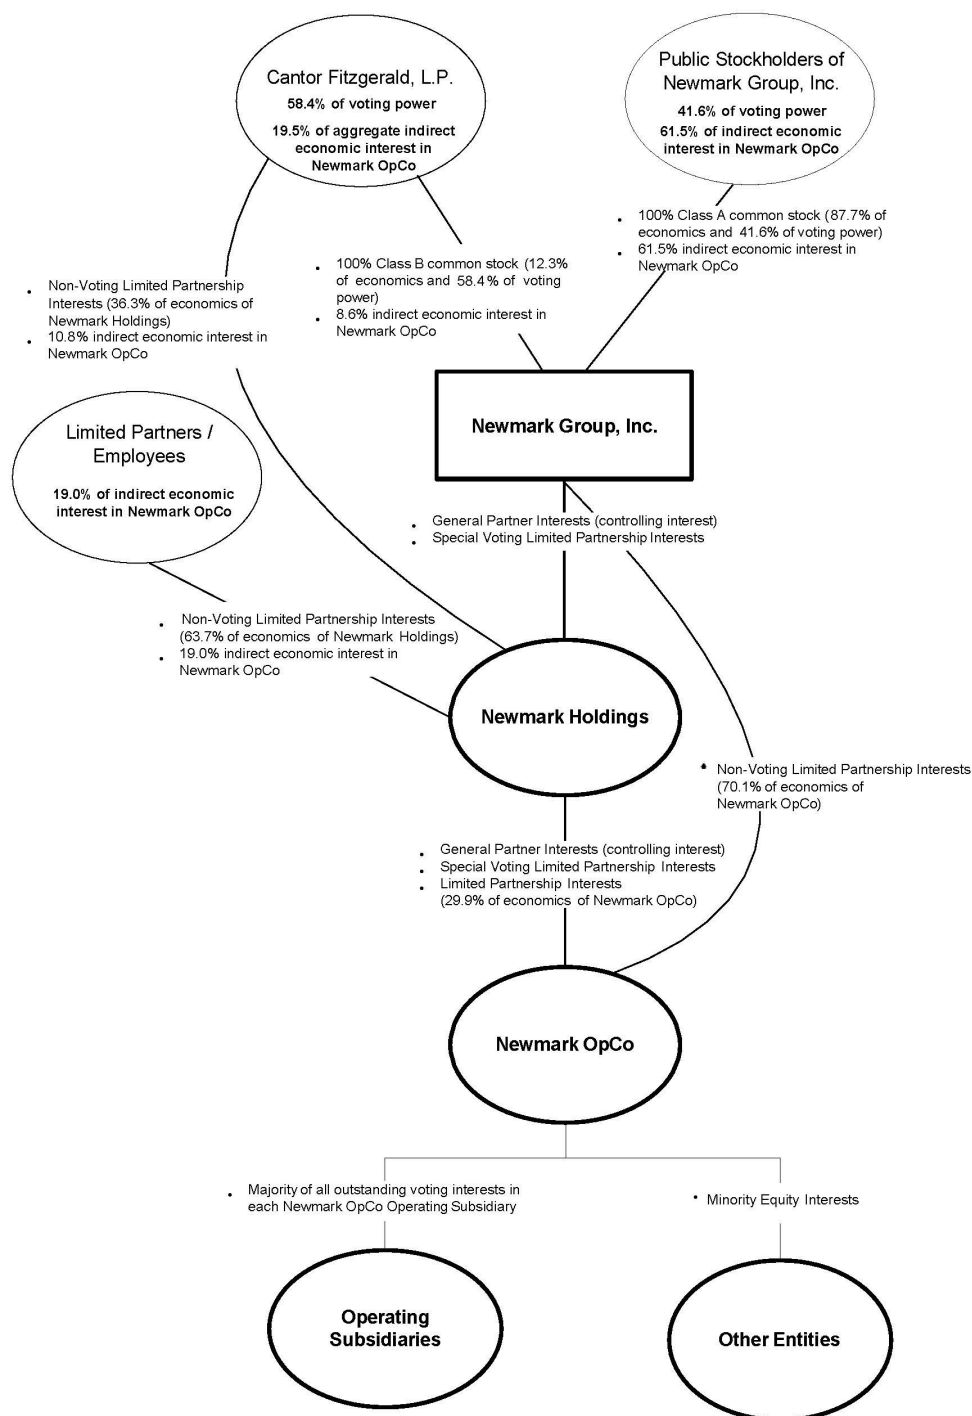 Cantor Fitzgerald, L.P.
58.4% of voting power
19.5% of aggregate indirect
economic interest in
Newmark OpCo
Public Stockholders of
Newmark Group, Inc.
41.6% of voting power
61.5% of indirect economic
interest in Newmark OpCo
• 100% Class A common stock (87.7% of
economics and 41.6% of voting power)
• 61.5% indirect economic interest in
Newmark OpCo
• 100% Class B common stock (12.3%
of economics and 58.4% of voting
power)
• 8.6% indirect economic interest in
Newmark OpCo
• Non-Voting Limited Partnership
Interests (36.3% of economics of
Newmark Holdings)
• 10.8% indirect economic interest in
Newmark OpCo
Newmark Group, Inc.
Limited Partners /
Employees
19.0% of indirect economic
interest in Newmark OpCo
• General Partner Interests (controlling interest)
• Special Voting Limited Partnership Interests
• Non-Voting Limited Partnership Interests
(63.7% of economics of Newmark Holdings)
• 19.0% indirect economic interest in
Newmark OpCo
Newmark Holdings
• Non-Voting Limited Partnership Interests
(70.1% of economics of
Newmark OpCo)
• General Partner Interests (controlling interest)
• Special Voting Limited Partnership Interests
• Limited Partnership Interests
(29.9% of economics of Newmark OpCo)
Newmark OpCo
• Majority of all outstanding voting interests in
each Newmark OpCo Operating Subsidiary
• Minority Equity Interests
Operating
Subsidiaries
Other Entities